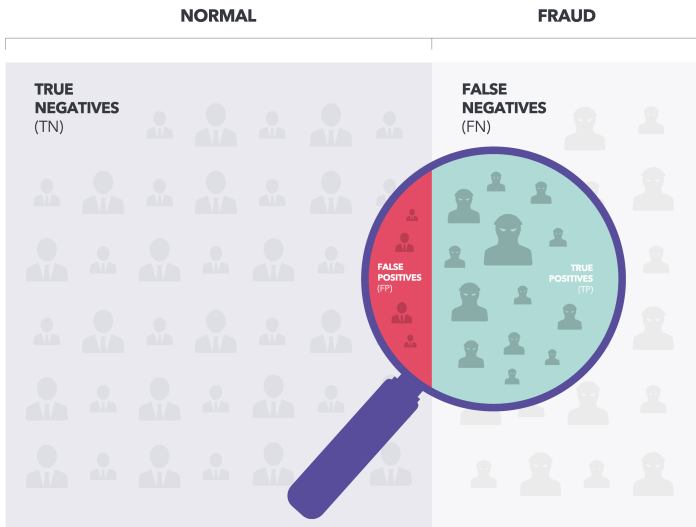 NORMAL
FRAUD
TRUE
NEGATIVES
(TN)
FALSE
NEGATIVES
(FN)
FALSE
POSITIVES
(FP)
TRUE
POSITIVES
(TP)